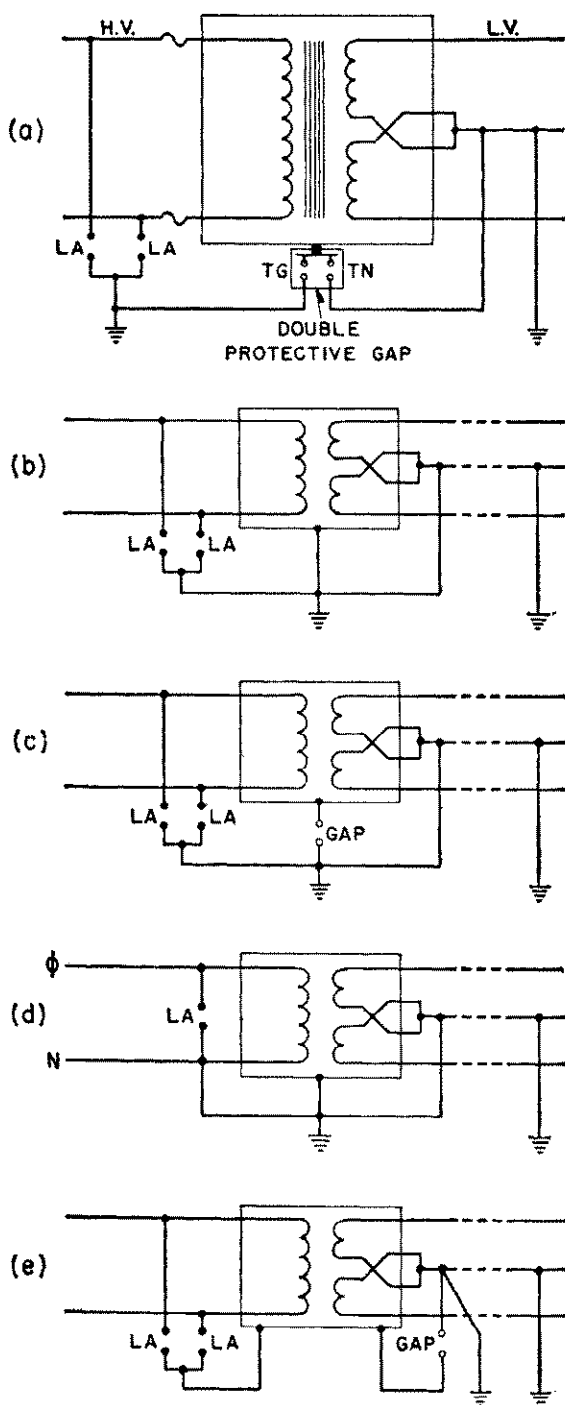 H.V. L.V.
(a)
LA LA
TG TN
DOUBLE
PROTECTIVE GAP
(b)
LA LA
(c)
LA LA
GAP
ϕ
(d)
LA
N
(e)
LA LA
GAP